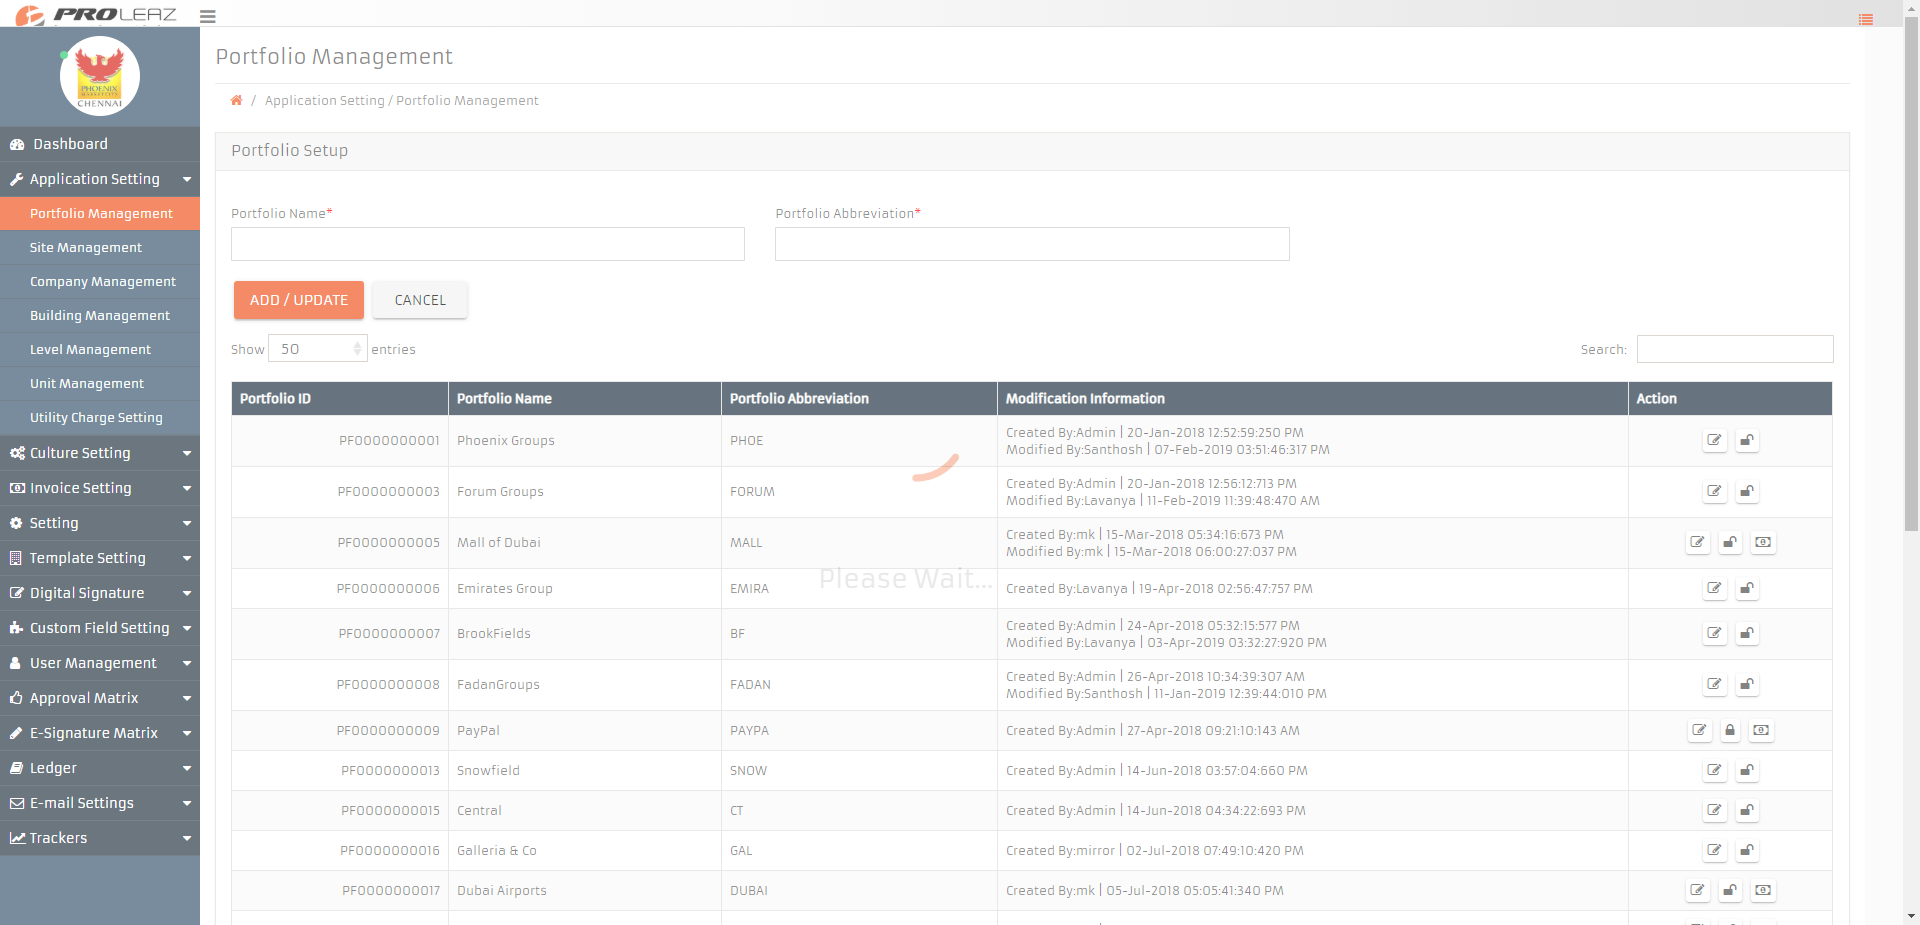 PROLEAZ
PHOENIX
MARKETCITY
CHENNAI
Dashboard
Application Setting
Portfolio Management
Site Management
Company Management
Building Management
Level Management
Unit Management
Utility Charge Setting
Culture Setting
Invoice Setting
Setting
Template Setting
Digital Signature
Custom Field Setting
User Management
Approval Matrix
E-Signature Matrix
Ledger
E-mail Settings
Trackers
Portfolio Management
/ Application Setting / Portfolio Management
Portfolio Setup
Portfolio Name* Portfolio Abbreviation*
ADD / UPDATE CANCEL
Show 50 entries Search:
Portfolio ID Portfolio Name Portfolio Abbreviation Modification Information Action
PF0000000001 Phoenix Groups PHOE Created By:Admin | 20-Jan-2018 12:52:59:250 PM
Modified By:Santhosh | 07-Feb-2019 03:51:46:317 PM
PF0000000003 Forum Groups FORUM Created By:Admin | 20-Jan-2018 12:56:12:713 PM
Modified By:Lavanya | 11-Feb-2019 11:39:48:470 AM
PF0000000005 Mall of Dubai MALL Created By:mk | 15-Mar-2018 05:34:16:673 PM
Modified By:mk | 15-Mar-2018 06:00:27:037 PM
Please Wait...
PF0000000006 Emirates Group EMIRA Created By:Lavanya | 19-Apr-2018 02:56:47:757 PM
PF0000000007 BrookFields BF Created By:Admin | 24-Apr-2018 05:32:15:577 PM
Modified By:Lavanya | 03-Apr-2019 03:32:27:920 PM
PF0000000008 FadanGroups FADAN Created By:Admin | 26-Apr-2018 10:34:39:307 AM
Modified By:Santhosh | 11-Jan-2019 12:39:44:010 PM
PF0000000009 PayPal PAYPA Created By:Admin | 27-Apr-2018 09:21:10:143 AM
PF0000000013 Snowfield SNOW Created By:Admin | 14-Jun-2018 03:57:04:660 PM
PF0000000015 Central CT Created By:Admin | 14-Jun-2018 04:34:22:693 PM
PF0000000016 Galleria & Co GAL Created By:mirror | 02-Jul-2018 07:49:10:420 PM
PF0000000017 Dubai Airports DUBAI Created By:mk | 05-Jul-2018 05:05:41:340 PM